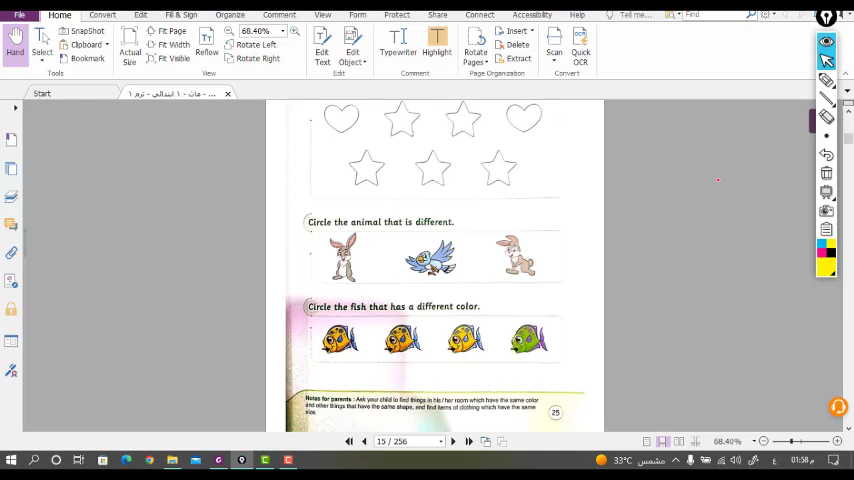 File Home Convert Fill & Sign Organize Comment View Form Protect Share Connect Accessibility Help Tell me... Find
Hand
Select
SnapShot
Clipboard
Bookmark
Actual Size
Fit Page
Fit Width
Fit Visible
Reflow
68.40%
Rotate Left
Rotate Right
Edit Text
Edit Object
Typewriter
Highlight
Rotate Pages
Insert
Delete
Extract
Scan
Quick OCR
Tools View Edit Comment Page Organization Convert
Start
ماث - ١ ابتدائى - ترم ١ - ...
Circle the animal that is different.
Circle the fish that has a different color.
Notes for parents : Ask your child to find things in his / her room which have the same color
and other things that have the same shape, and find items of clothing which have the same
size.
25
15 / 256
68.40%
33°C مشمس
ع
01:58 م